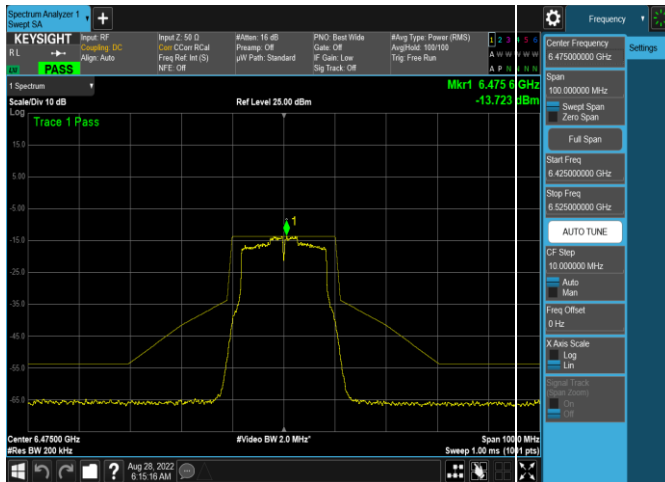 Spectrum Analyzer 1
Swept SA
+
Frequency
Settings
KEYSIGHT
R L
PASS
Input: RF
Coupling: DC
Align: Auto
Input Z: 50 Ω
Corr CCorr RCal
Freq Ref: Int (S)
NFE: Off
#Atten: 16 dB
Preamp: Off
µW Path: Standard
PNO: Best Wide
Gate: Off
IF Gain: Low
Sig Track: Off
#Avg Type: Power (RMS)
Avg|Hold: 100/100
Trig: Free Run
1 2 3 4 5 6
A W W W W W
A P N N N N
1 Spectrum
Scale/Div 10 dB
Ref Level 25.00 dBm
Mkr1 6.475 6 GHz
-13.723 dBm
Log
Trace 1 Pass
15.0
5.00
-5.00
-15.0
-25.0
-35.0
-45.0
-55.0
-65.0
1
Center 6.47500 GHz
#Res BW 200 kHz
#Video BW 2.0 MHz*
Span 100.0 MHz
Sweep 1.00 ms (1001 pts)
Center Frequency
6.475000000 GHz
Span
100.000000 MHz
Swept Span
Zero Span
Full Span
Start Freq
6.425000000 GHz
Stop Freq
6.525000000 GHz
AUTO TUNE
CF Step
10.000000 MHz
Auto
Man
Freq Offset
0 Hz
X Axis Scale
Log
Lin
Signal Track
(Span Zoom)
On
Off
?
Aug 28, 2022
6:15:16 AM